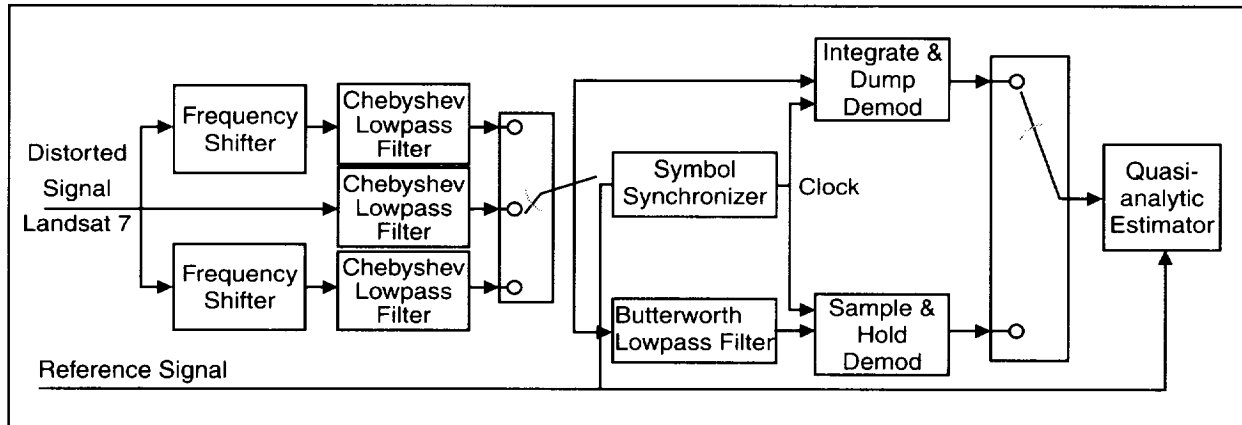 Frequency
Shifter
Chebyshev
Lowpass
Filter
Integrate &
Dump
Demod
Distorted
Signal
Landsat 7
Chebyshev
Lowpass
Filter
Symbol
Synchronizer
Clock
Quasi-
analytic
Estimator
Frequency
Shifter
Chebyshev
Lowpass
Filter
Butterworth
Lowpass Filter
Sample &
Hold
Demod
Reference Signal